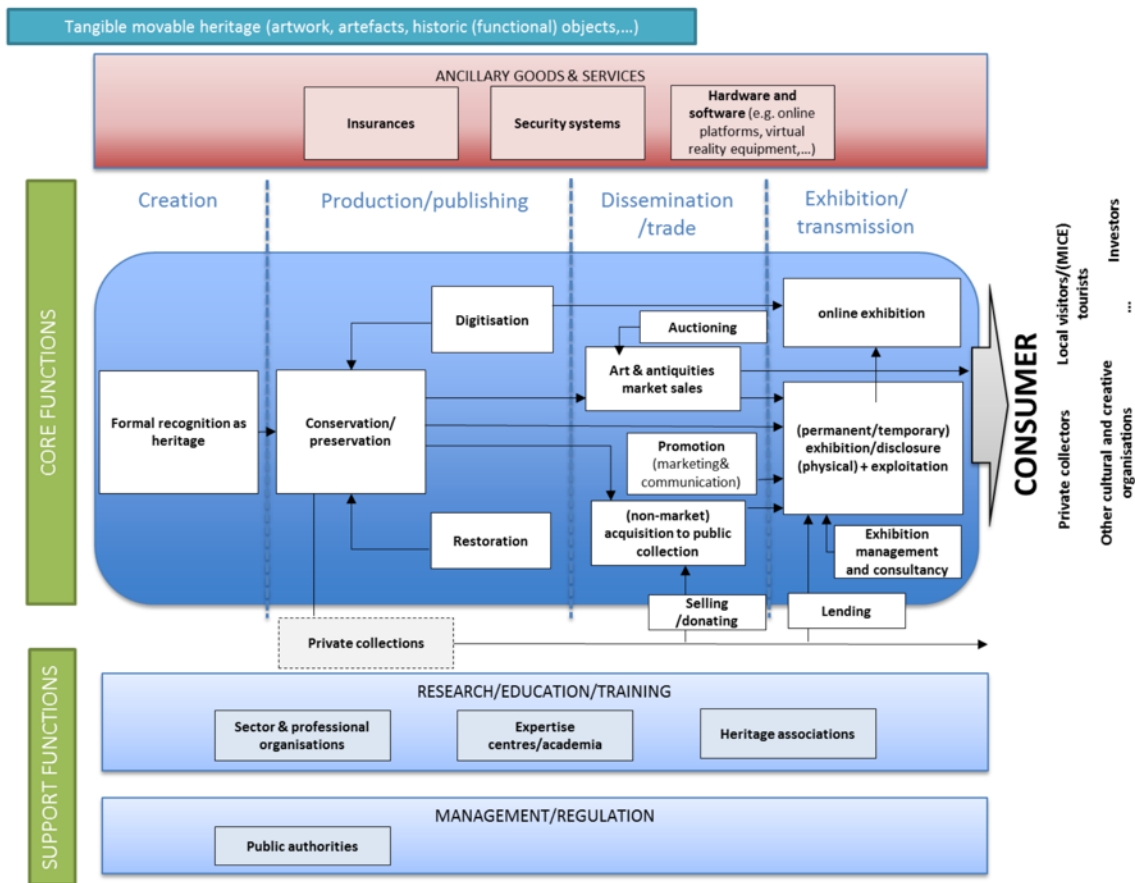 Tangible movable heritage (artwork, artefacts, historic (functional) objects,…)
ANCILLARY GOODS & SERVICES
Insurances
Security systems
Hardware and
software (e.g. online
platforms, virtual
reality equipment,…)
CORE FUNCTIONS
Creation
Production/publishing
Dissemination
/trade
Exhibition/
transmission
Digitisation
online exhibition
Auctioning
Art & antiquities
market sales
Formal recognition as
heritage
Conservation/
preservation
(permanent/temporary)
exhibition/disclosure
(physical) + exploitation
Promotion
(marketing&
communication)
Restoration
(non-market)
acquisition to public
collection
Exhibition
management
and consultancy
Selling
/donating
Lending
Private collections
CONSUMER
Private collectors
Local visitors/(MICE)
tourists
Other cultural and creative
organisations
…
Investors
SUPPORT FUNCTIONS
RESEARCH/EDUCATION/TRAINING
Sector & professional
organisations
Expertise
centres/academia
Heritage associations
MANAGEMENT/REGULATION
Public authorities